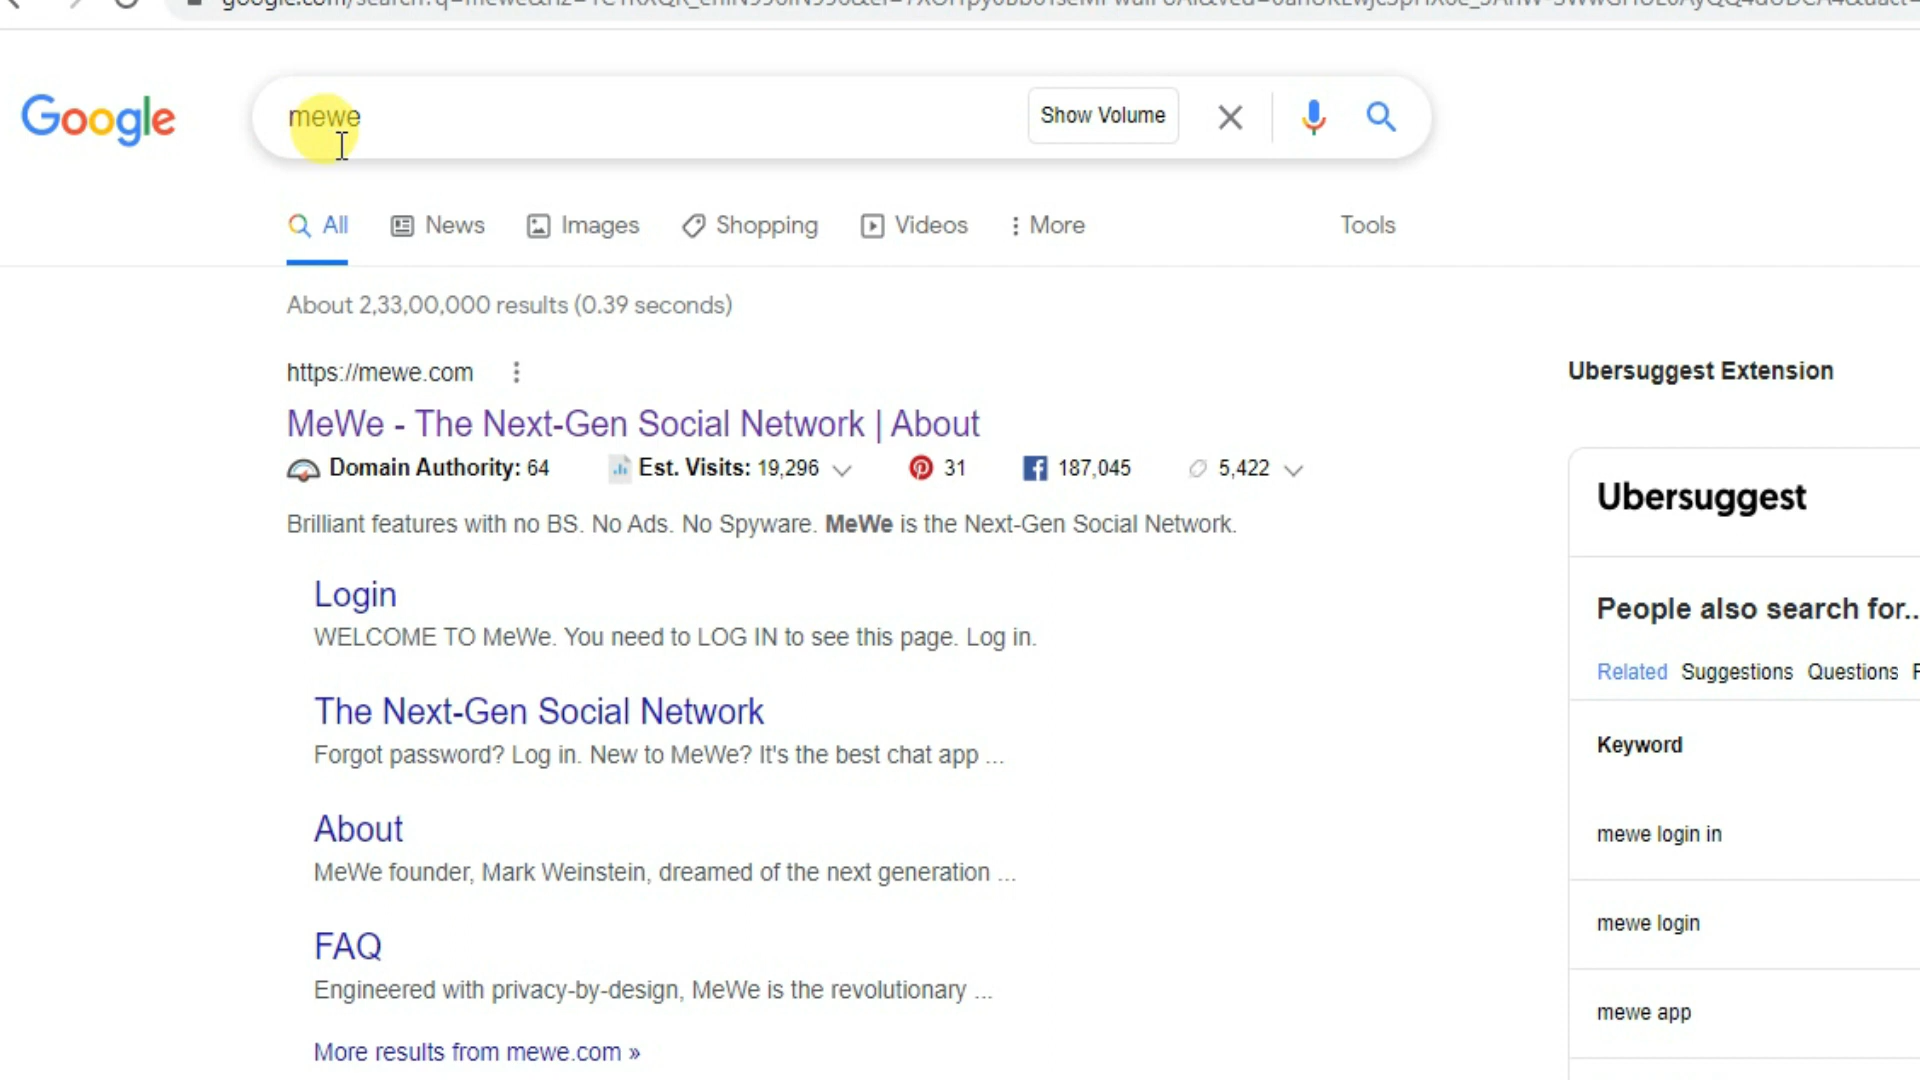 Google
mewe
Show Volume
All
News
Images
Shopping
Videos
More
Tools
About 2,33,00,000 results (0.39 seconds)
https://mewe.com
MeWe - The Next-Gen Social Network | About
Domain Authority: 64
Est. Visits: 19,296
31
187,045
5,422
Brilliant features with no BS. No Ads. No Spyware. MeWe is the Next-Gen Social Network.
Login
WELCOME TO MeWe. You need to LOG IN to see this page. Log in.
The Next-Gen Social Network
Forgot password? Log in. New to MeWe? It's the best chat app ...
About
MeWe founder, Mark Weinstein, dreamed of the next generation ...
FAQ
Engineered with privacy-by-design, MeWe is the revolutionary ...
More results from mewe.com »
Ubersuggest Extension
Ubersuggest
People also search for..
Related Suggestions Questions
Keyword
mewe login in
mewe login
mewe app